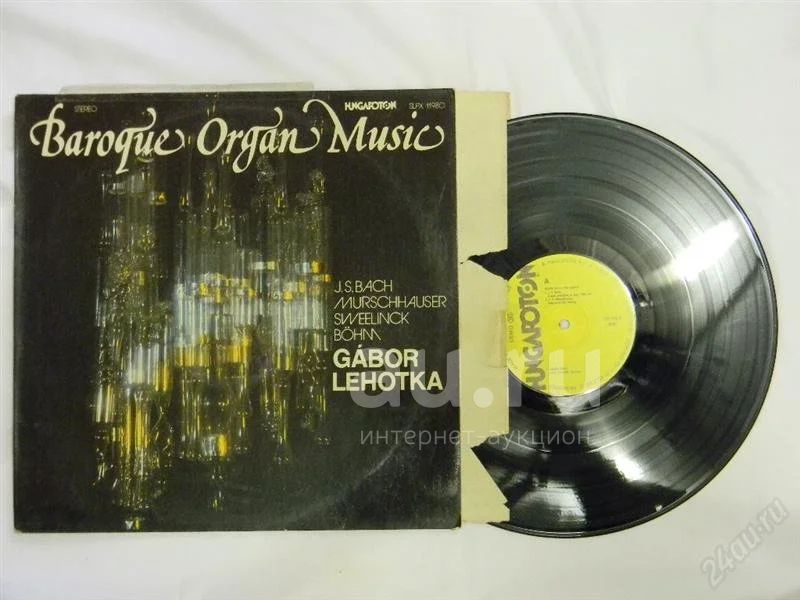 STEREO
HUNGAROTON
SLPX 11980
Baroque Organ Music
J.S. BACH
MURSCHHAUSER
SWEELINCK
BÖHM
GÁBOR
LEHOTKA
au.ru
интернет-аукцион
HUNGAROTON
STEREO
24au.ru